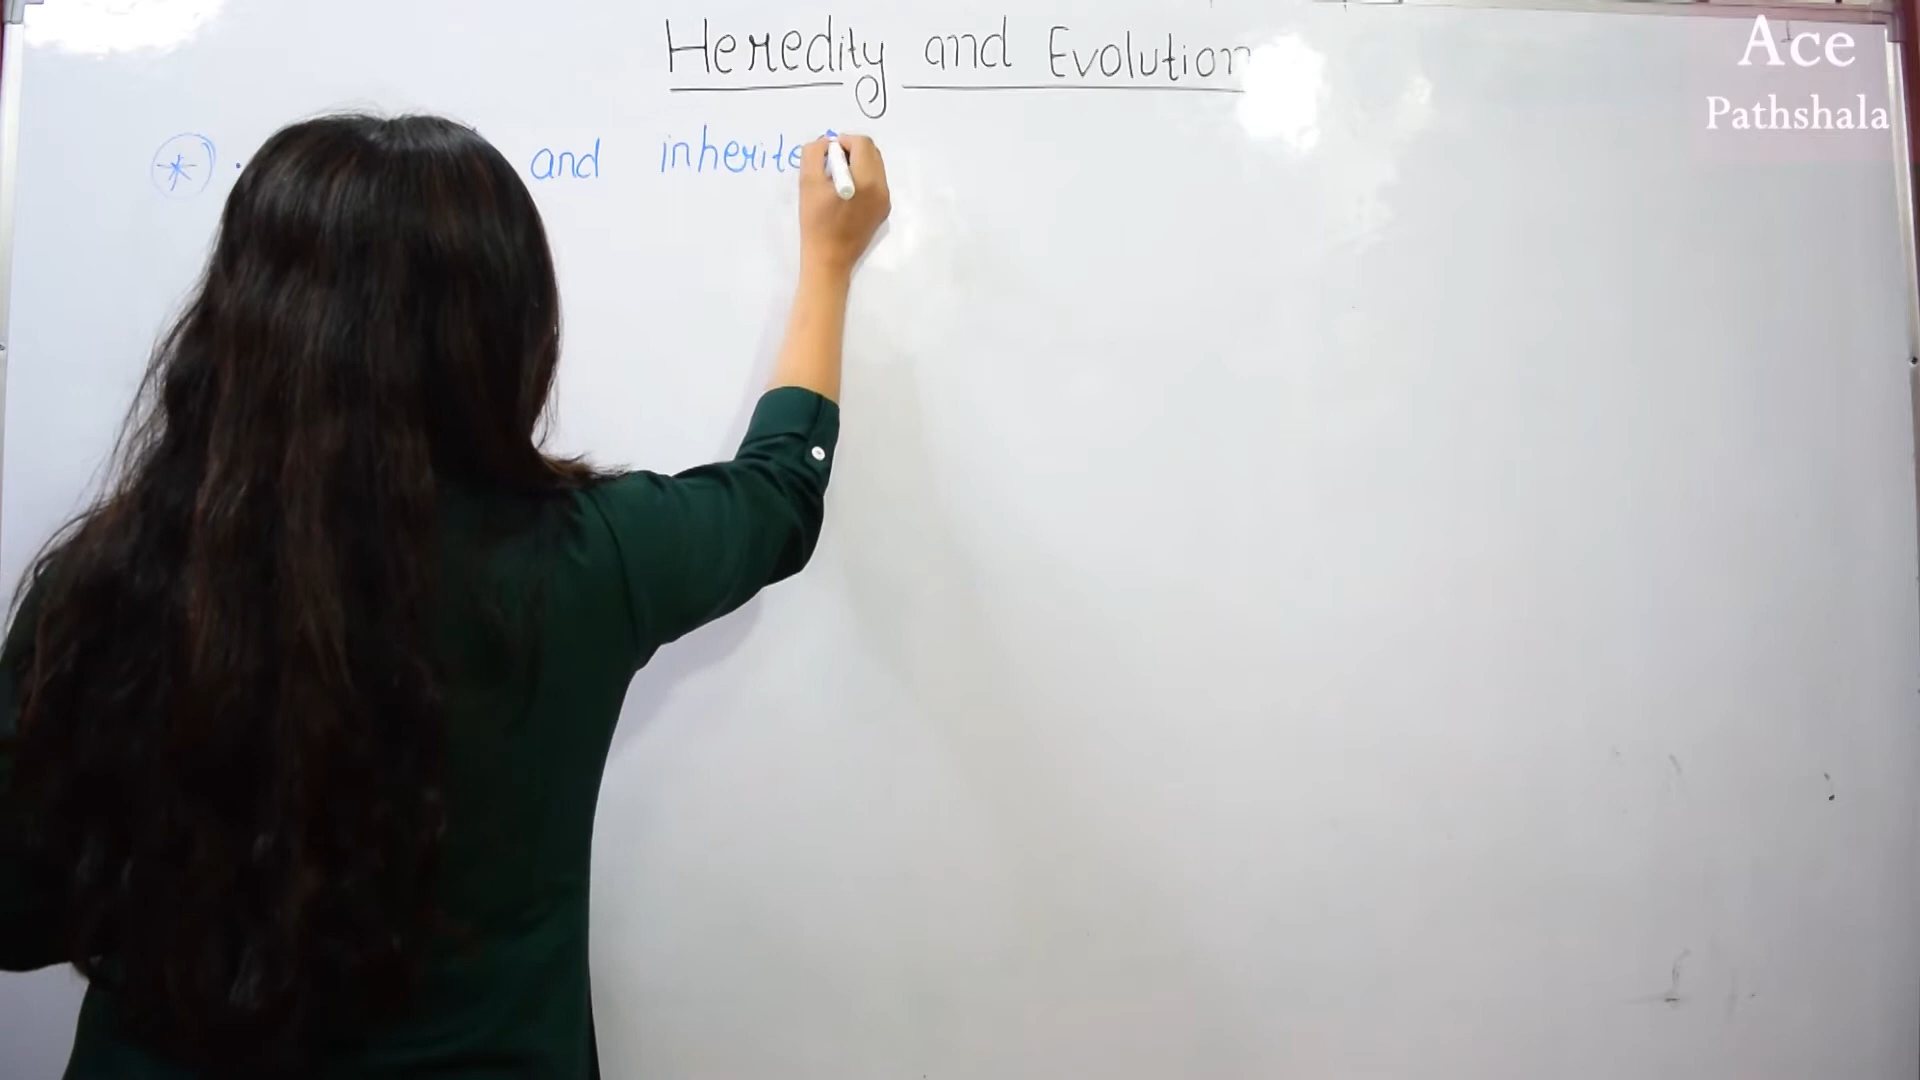 Heredity and Evolution
Ace
Pathshala
* and inherite